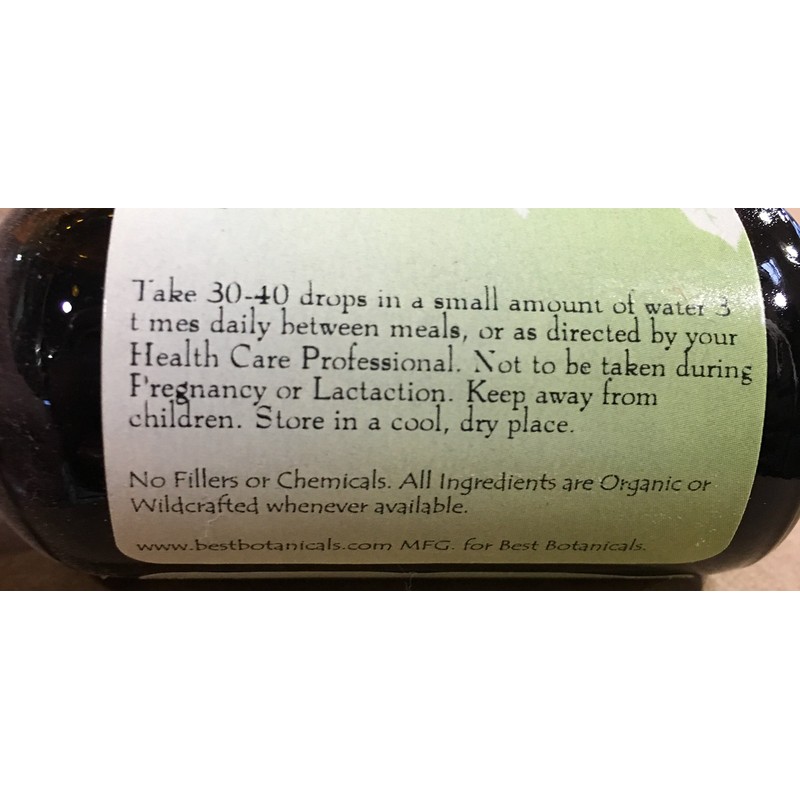 Take 30-40 drops in a small amount of water 3
times daily between meals, or as directed by your
Health Care Professional. Not to be taken during
Pregnancy or Lactaction. Keep away from
children. Store in a cool, dry place.
No Fillers or Chemicals. All Ingredients are Organic or
Wildcrafted whenever available.
www.bestbotanicals.com MFG. for Best Botanicals.